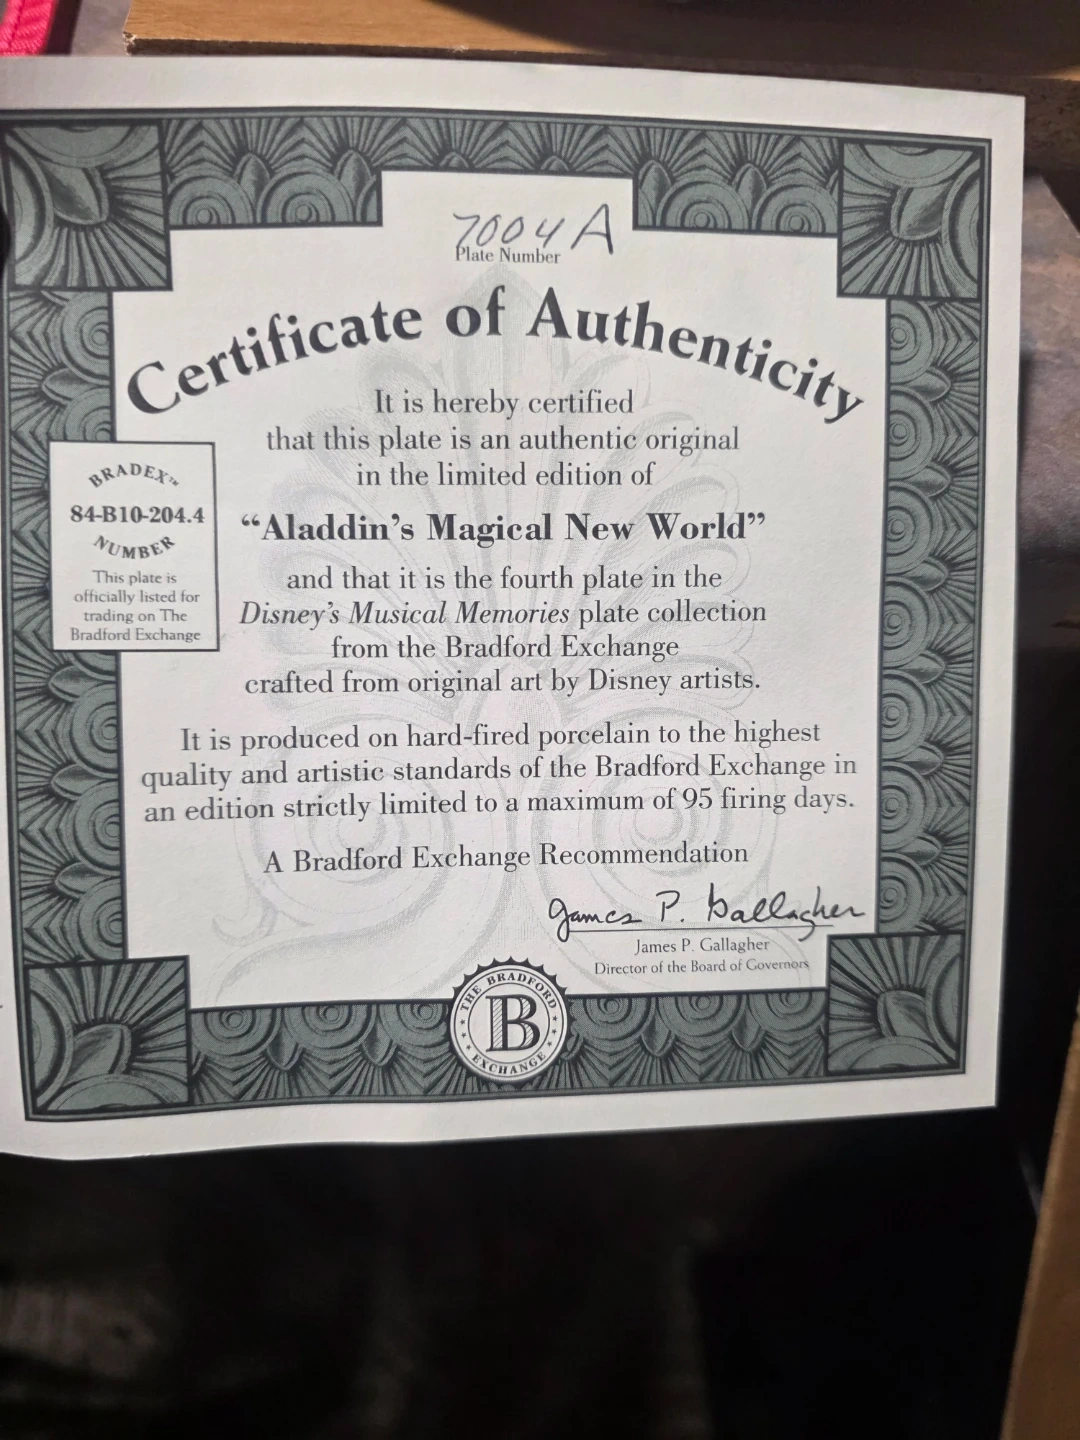 7004A
Plate Number
Certificate of Authenticity
It is hereby certified
that this plate is an authentic original
in the limited edition of
“Aladdin’s Magical New World”
and that it is the fourth plate in the
Disney’s Musical Memories plate collection
from the Bradford Exchange
crafted from original art by Disney artists.
BRADEX™
84-B10-204.4
NUMBER
This plate is
officially listed for
trading on The
Bradford Exchange
It is produced on hard-fired porcelain to the highest
quality and artistic standards of the Bradford Exchange in
an edition strictly limited to a maximum of 95 firing days.
A Bradford Exchange Recommendation
James P. Gallagher
James P. Gallagher
Director of the Board of Governors
THE BRADFORD
B
EXCHANGE